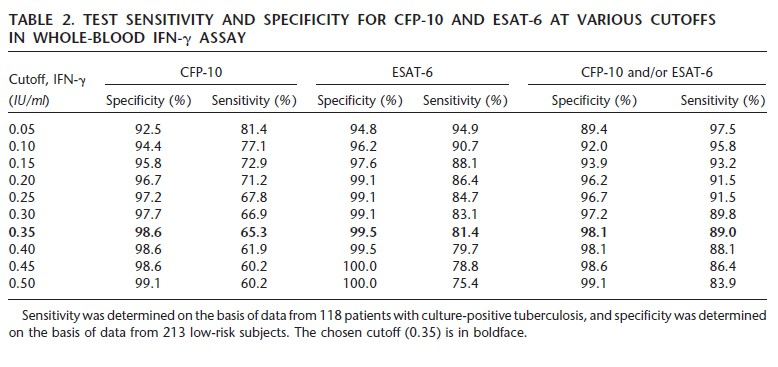 TABLE 2. TEST SENSITIVITY AND SPECIFICITY FOR CFP-10 AND ESAT-6 AT VARIOUS CUTOFFS
IN WHOLE-BLOOD IFN-γ ASSAY
Cutoff, IFN-γ CFP-10 ESAT-6 CFP-10 and/or ESAT-6
(IU/ml) Specificity (%) Sensitivity (%) Specificity (%) Sensitivity (%) Specificity (%) Sensitivity (%)
0.05 92.5 81.4 94.8 94.9 89.4 97.5
0.10 94.4 77.1 96.2 90.7 92.0 95.8
0.15 95.8 72.9 97.6 88.1 93.9 93.2
0.20 96.7 71.2 99.1 86.4 96.2 91.5
0.25 97.2 67.8 99.1 84.7 96.7 91.5
0.30 97.7 66.9 99.1 83.1 97.2 89.8
0.35 98.6 65.3 99.5 81.4 98.1 89.0
0.40 98.6 61.9 99.5 79.7 98.1 88.1
0.45 98.6 60.2 100.0 78.8 98.6 86.4
0.50 99.1 60.2 100.0 75.4 99.1 83.9
Sensitivity was determined on the basis of data from 118 patients with culture-positive tuberculosis, and specificity was determined
on the basis of data from 213 low-risk subjects. The chosen cutoff (0.35) is in boldface.